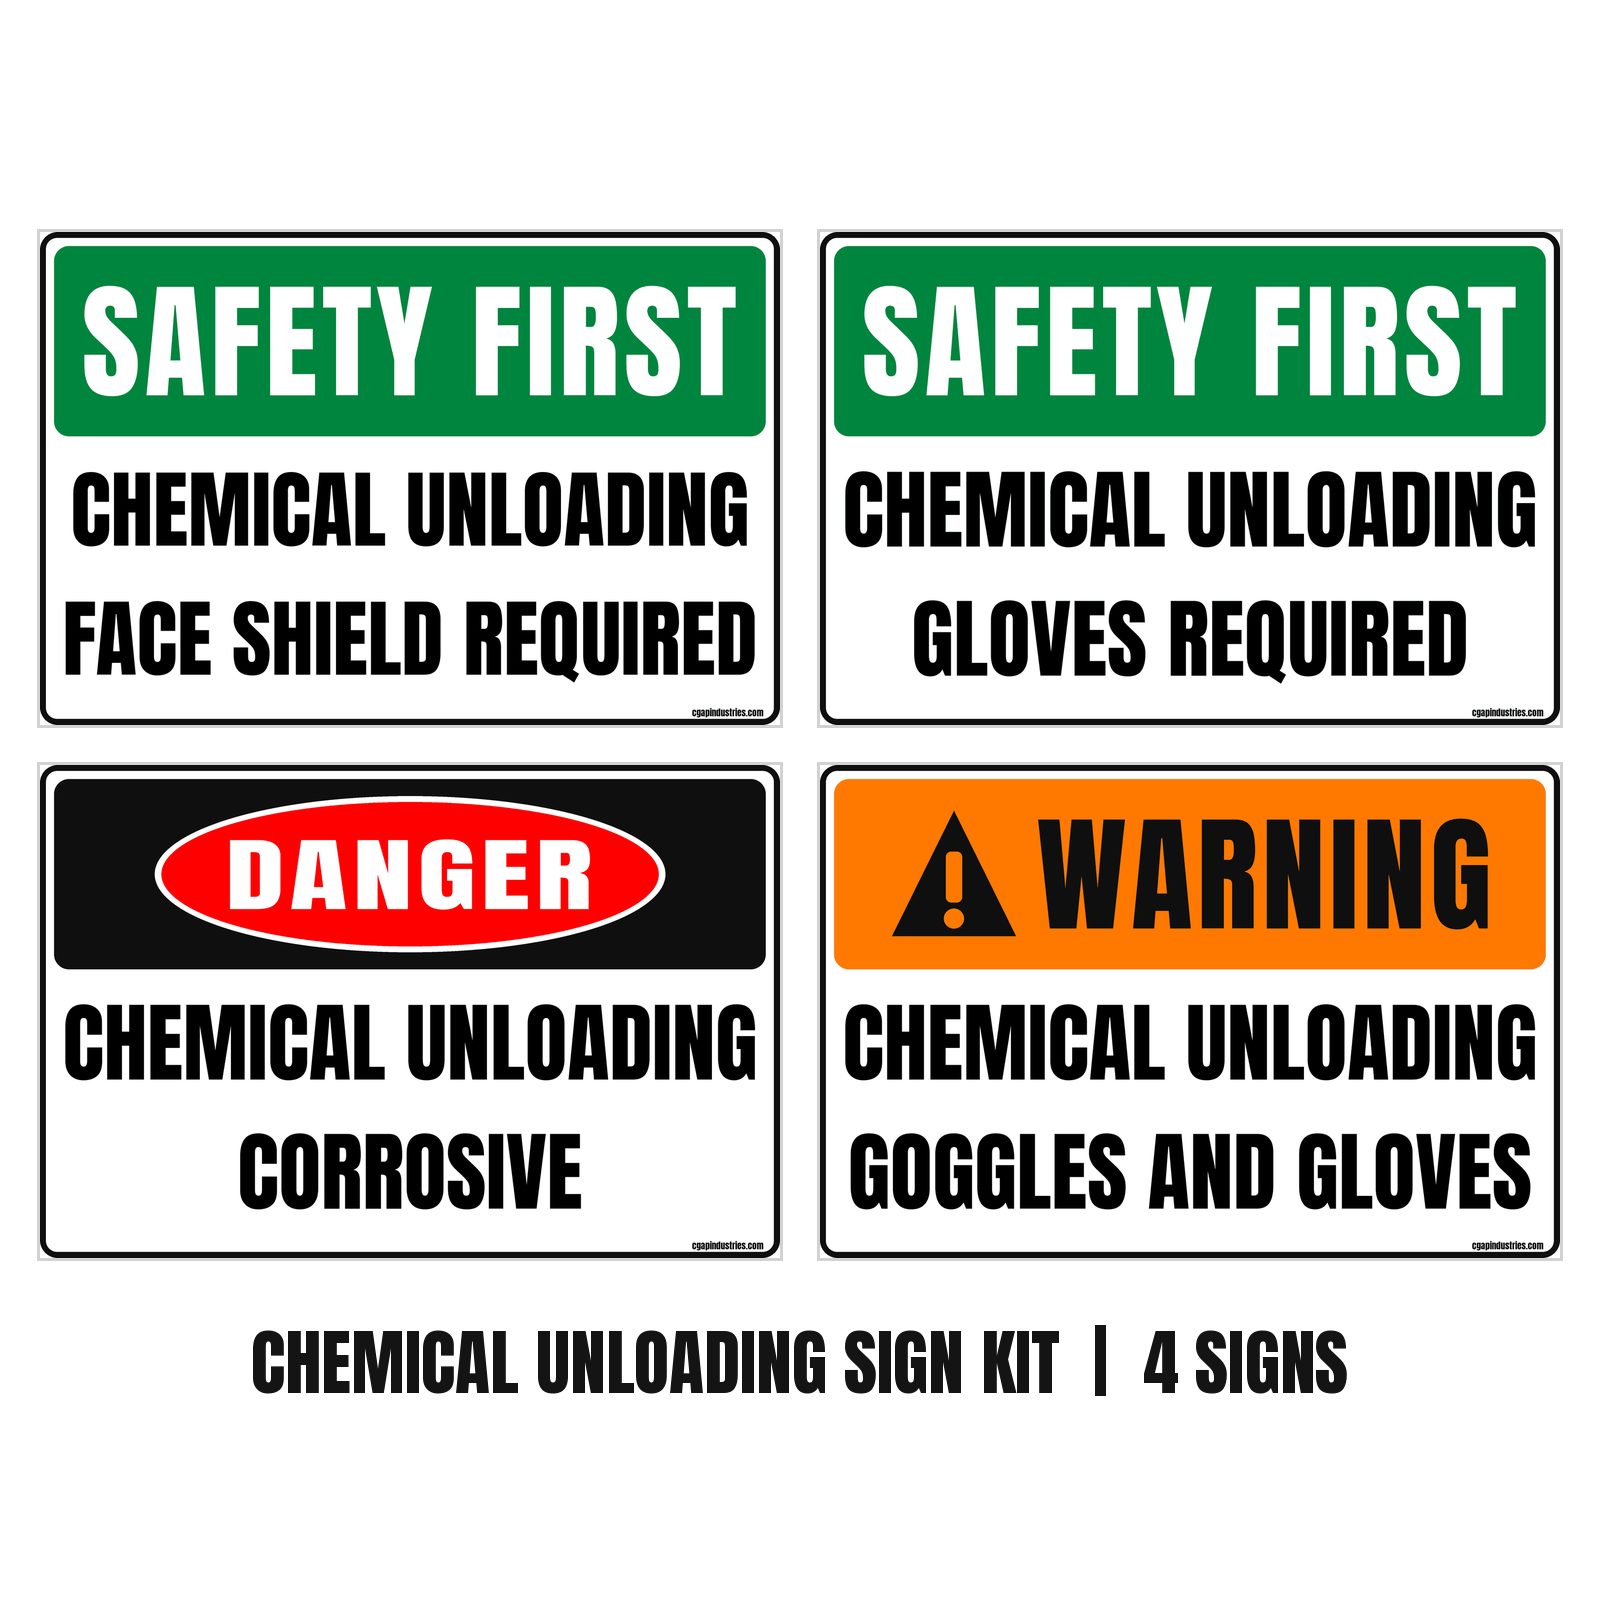 SAFETY FIRST
CHEMICAL UNLOADING
FACE SHIELD REQUIRED
cgapindustries.com
SAFETY FIRST
CHEMICAL UNLOADING
GLOVES REQUIRED
cgapindustries.com
DANGER
CHEMICAL UNLOADING
CORROSIVE
cgapindustries.com
WARNING
CHEMICAL UNLOADING
GOGGLES AND GLOVES
cgapindustries.com
CHEMICAL UNLOADING SIGN KIT | 4 SIGNS